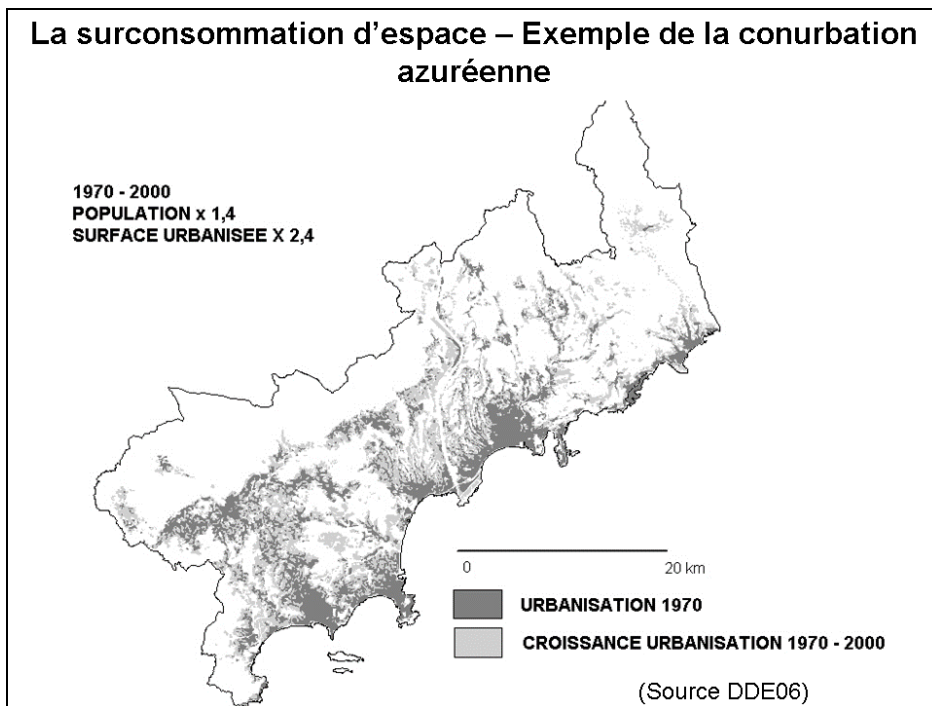 La surconsommation d'espace – Exemple de la conurbation
azuréenne
1970 - 2000
POPULATION x 1,4
SURFACE URBANISEE X 2,4
0 20 km
URBANISATION 1970
CROISSANCE URBANISATION 1970 - 2000
(Source DDE06)